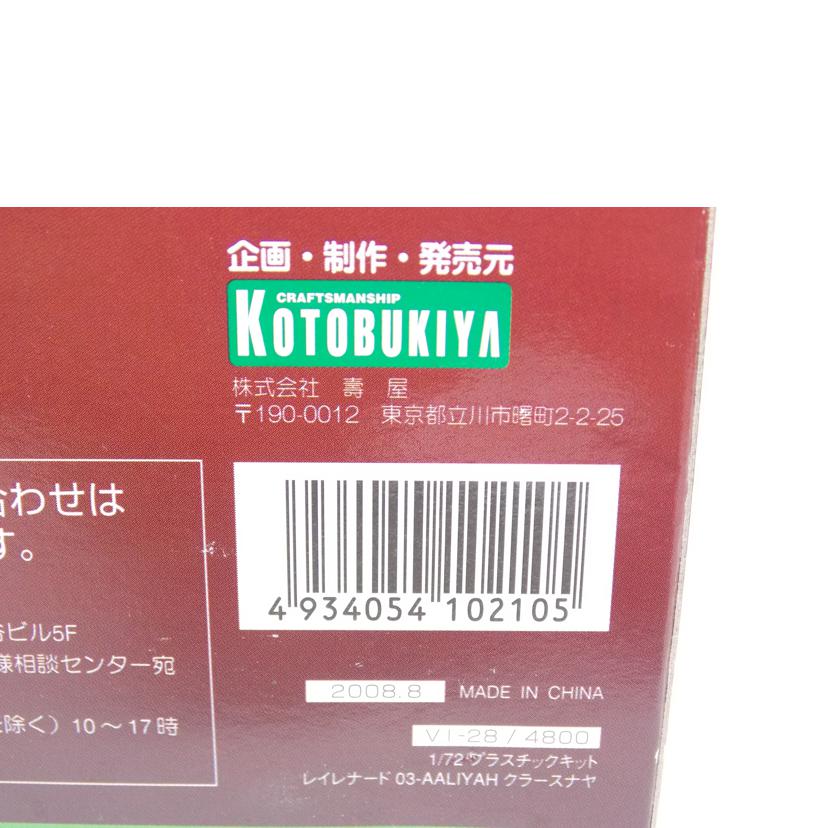 企画・制作・発売元
CRAFTSMANSHIP
KOTOBUKIYA
株式会社 壽 屋
〒190-0012 東京都立川市曙町2-2-25
合わせは
す。
4 934054 102105
ビル5F
様相談センター宛
除く）10～17時
2008.8 MADE IN CHINA
VI-28 / 4800
1/72プラスチックキット
レイレナード 03-AALIYAH クラースナヤ